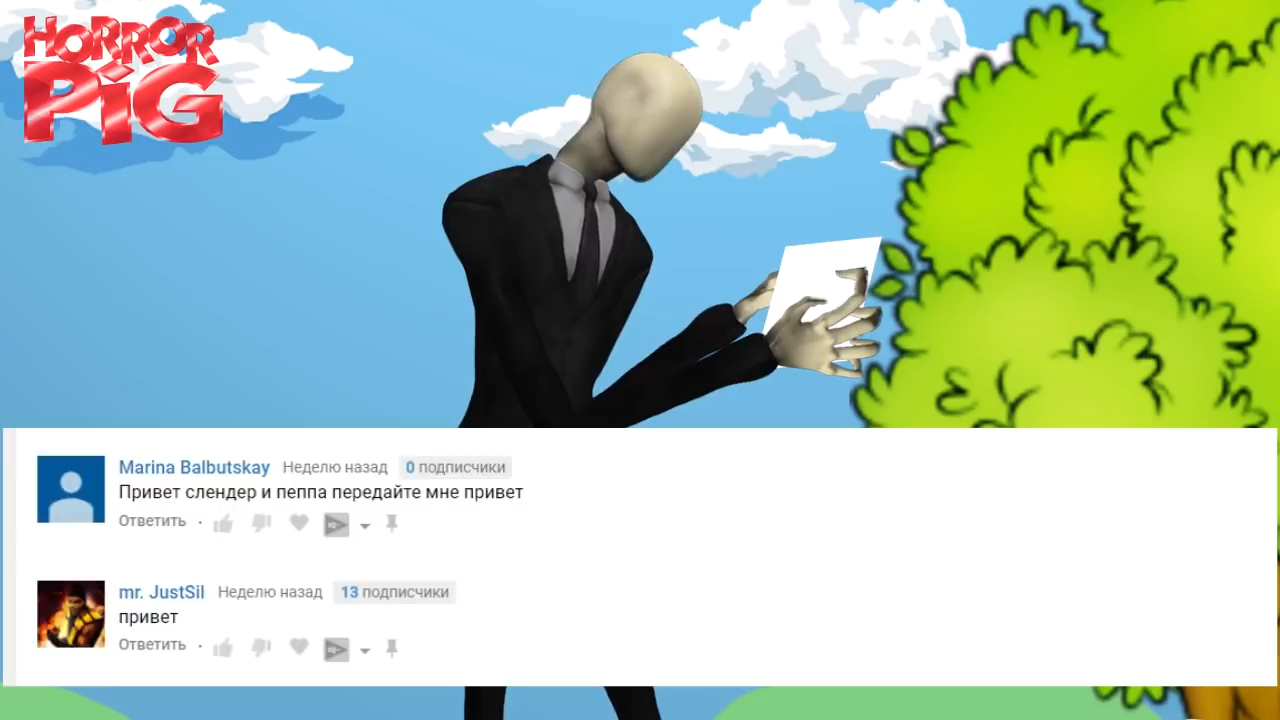 HORROR
PiG
Marina Balbutskay Неделю назад 0 подписчики
Привет слендер и пеппа передайте мне привет
Ответить ·
mr. JustSil Неделю назад 13 подписчики
привет
Ответить ·